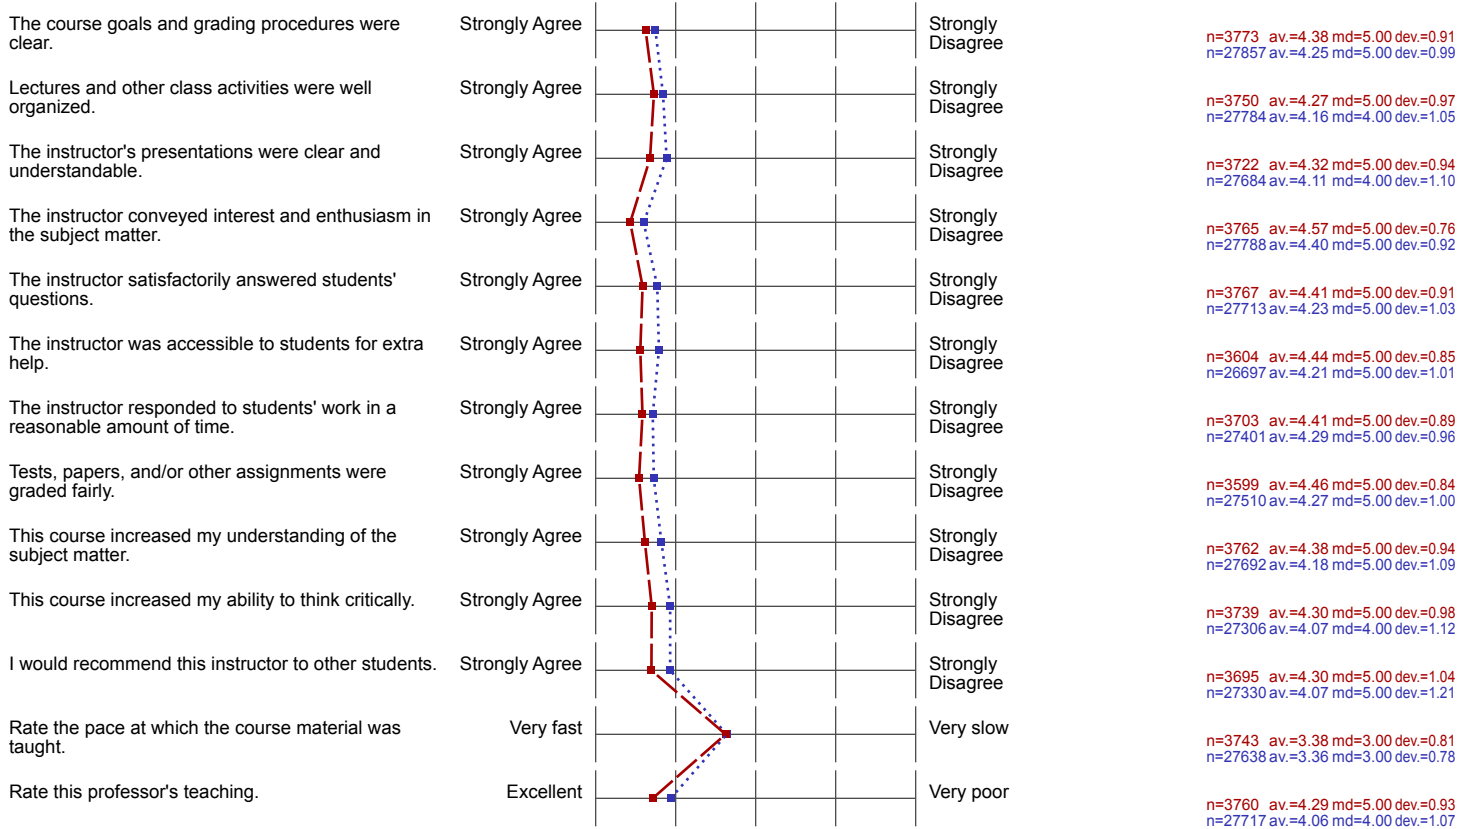 The course goals and grading procedures were
clear.
Strongly Agree
Strongly
Disagree
n=3773 av.=4.38 md=5.00 dev.=0.91
n=27857 av.=4.25 md=5.00 dev.=0.99
Lectures and other class activities were well
organized.
Strongly Agree
Strongly
Disagree
n=3750 av.=4.27 md=5.00 dev.=0.97
n=27784 av.=4.16 md=4.00 dev.=1.05
The instructor's presentations were clear and
understandable.
Strongly Agree
Strongly
Disagree
n=3722 av.=4.32 md=5.00 dev.=0.94
n=27684 av.=4.11 md=4.00 dev.=1.10
The instructor conveyed interest and enthusiasm in
the subject matter.
Strongly Agree
Strongly
Disagree
n=3765 av.=4.57 md=5.00 dev.=0.76
n=27788 av.=4.40 md=5.00 dev.=0.92
The instructor satisfactorily answered students'
questions.
Strongly Agree
Strongly
Disagree
n=3767 av.=4.41 md=5.00 dev.=0.91
n=27713 av.=4.23 md=5.00 dev.=1.03
The instructor was accessible to students for extra
help.
Strongly Agree
Strongly
Disagree
n=3604 av.=4.44 md=5.00 dev.=0.85
n=26697 av.=4.21 md=5.00 dev.=1.01
The instructor responded to students' work in a
reasonable amount of time.
Strongly Agree
Strongly
Disagree
n=3703 av.=4.41 md=5.00 dev.=0.89
n=27401 av.=4.29 md=5.00 dev.=0.96
Tests, papers, and/or other assignments were
graded fairly.
Strongly Agree
Strongly
Disagree
n=3599 av.=4.46 md=5.00 dev.=0.84
n=27510 av.=4.27 md=5.00 dev.=1.00
This course increased my understanding of the
subject matter.
Strongly Agree
Strongly
Disagree
n=3762 av.=4.38 md=5.00 dev.=0.94
n=27692 av.=4.18 md=5.00 dev.=1.09
This course increased my ability to think critically.
Strongly Agree
Strongly
Disagree
n=3739 av.=4.30 md=5.00 dev.=0.98
n=27306 av.=4.07 md=4.00 dev.=1.12
I would recommend this instructor to other students.
Strongly Agree
Strongly
Disagree
n=3695 av.=4.30 md=5.00 dev.=1.04
n=27330 av.=4.07 md=5.00 dev.=1.21
Rate the pace at which the course material was
taught.
Very fast
Very slow
n=3743 av.=3.38 md=3.00 dev.=0.81
n=27638 av.=3.36 md=3.00 dev.=0.78
Rate this professor's teaching.
Excellent
Very poor
n=3760 av.=4.29 md=5.00 dev.=0.93
n=27717 av.=4.06 md=4.00 dev.=1.07